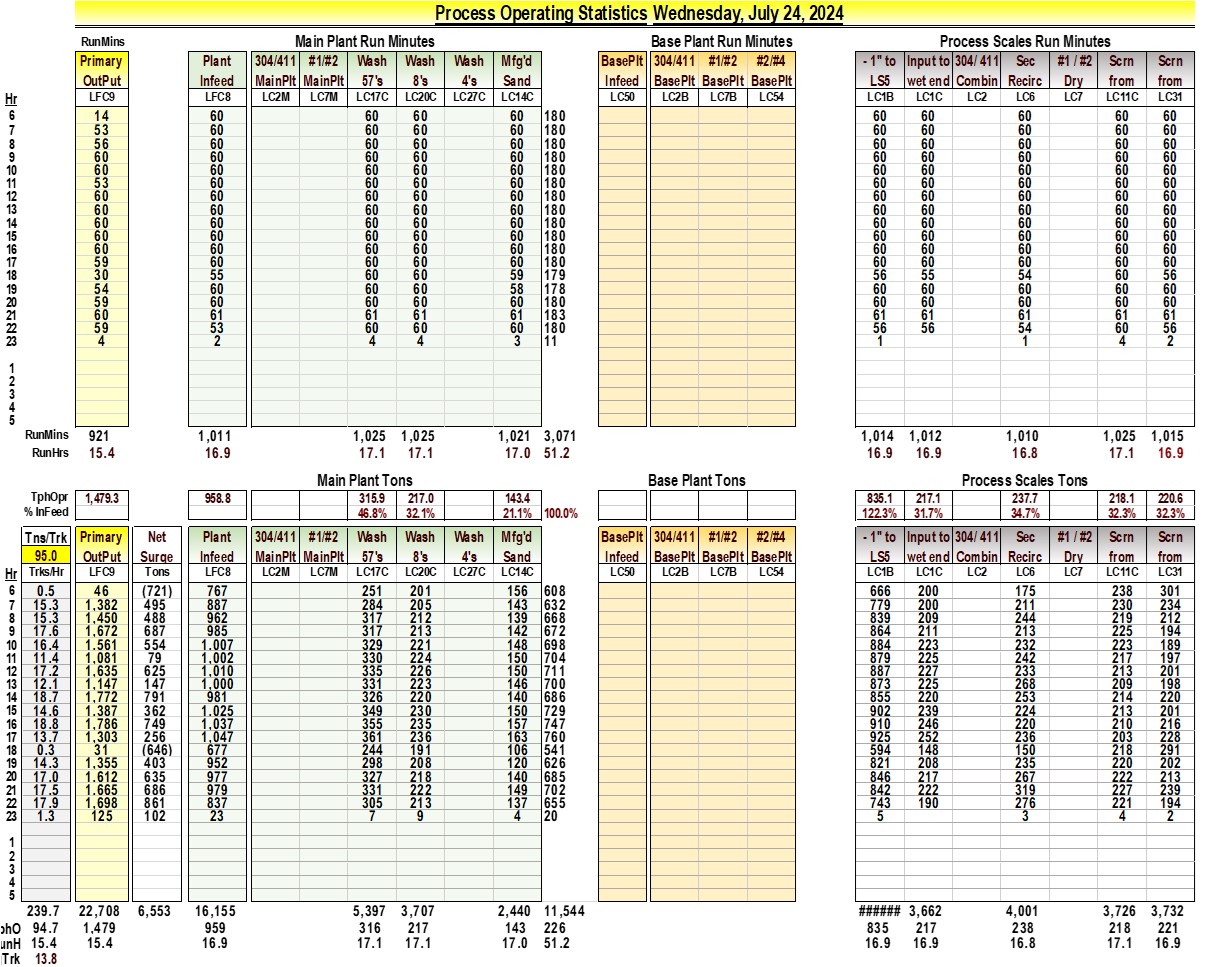 Process Operating Statistics Wednesday, July 24, 2024
RunMins Main Plant Run Minutes Base Plant Run Minutes Process Scales Run Minutes
Primary Plant 304/411 #1/#2 Wash Wash Wash Mfg'd BasePlt 304/411 #1/#2 #2/#4 - 1" to Input to 304/ 411 Sec #1 / #2 Scrn Scrn
OutPut Infeed MainPlt MainPlt 57's 8's 4's Sand Infeed BasePlt BasePlt BasePlt LS5 wet end Combin Recirc Dry from from
Hr LFC9 LFC8 LC2M LC7M LC17C LC20C LC27C LC14C LC50 LC2B LC7B LC54 LC1B LC1C LC2 LC6 LC7 LC11C LC31
6 14 60 60 60 60 180 60 60 60 60 60
7 53 60 60 60 60 180 60 60 60 60 60
8 56 60 60 60 60 180 60 60 60 60 60
9 60 60 60 60 60 180 60 60 60 60 60
10 60 60 60 60 60 180 60 60 60 60 60
11 53 60 60 60 60 180 60 60 60 60 60
12 60 60 60 60 60 180 60 60 60 60 60
13 60 60 60 60 60 180 60 60 60 60 60
14 60 60 60 60 60 180 60 60 60 60 60
15 60 60 60 60 60 180 60 60 60 60 60
16 60 60 60 60 60 180 60 60 60 60 60
17 59 60 60 60 60 180 60 60 60 60 60
18 30 55 60 60 59 179 56 55 54 60 56
19 54 60 60 60 58 178 60 60 60 60 60
20 59 60 60 60 60 180 60 60 60 60 60
21 60 61 61 61 61 183 61 61 61 61 61
22 59 53 60 60 60 180 56 56 54 60 56
23 4 2 4 4 3 11 1 1 4 2
1
2
3
4
5
RunMins 921 1,011 1,025 1,025 1,021 3,071 1,014 1,012 1,010 1,025 1,015
RunHrs 15.4 16.9 17.1 17.1 17.0 51.2 16.9 16.9 16.8 17.1 16.9
Main Plant Tons Base Plant Tons Process Scales Tons
TphOpr 1,479.3 958.8 315.9 217.0 143.4 835.1 217.1 237.7 218.1 220.6
% InFeed 46.8% 32.1% 21.1% 100.0% 122.3% 31.7% 34.7% 32.3% 32.3%
Tns/Trk Primary Net Plant 304/411 #1/#2 Wash Wash Wash Mfg'd BasePlt 304/411 #1/#2 #2/#4 - 1" to Input to 304/ 411 Sec #1 / #2 Scrn Scrn
95.0 OutPut Surge Infeed MainPlt MainPlt 57's 8's 4's Sand Infeed BasePlt BasePlt BasePlt LS5 wet end Combin Recirc Dry from from
Hr Trks/Hr LFC9 Tons LFC8 LC2M LC7M LC17C LC20C LC27C LC14C LC50 LC2B LC7B LC54 LC1B LC1C LC2 LC6 LC7 LC11C LC31
6 0.5 46 (721) 767 251 201 156 608 666 200 175 238 301
7 15.3 1,382 495 887 284 205 143 632 779 200 211 230 234
8 15.3 1,450 488 962 317 212 139 668 839 209 244 219 212
9 17.6 1,672 687 985 317 213 142 672 864 211 213 225 194
10 16.4 1,561 554 1,007 329 221 148 698 884 223 232 223 189
11 11.4 1,081 79 1,002 330 224 150 704 879 225 242 217 197
12 17.2 1,635 625 1,010 335 226 150 711 887 227 233 213 201
13 12.1 1,147 147 1,000 331 223 146 700 873 225 268 209 198
14 18.7 1,772 791 981 326 220 140 686 855 220 253 214 220
15 14.6 1,387 362 1,025 349 230 150 729 902 239 224 213 201
16 18.8 1,786 749 1,037 355 235 157 747 910 246 220 210 216
17 13.7 1,303 256 1,047 361 236 163 760 925 252 236 203 228
18 0.3 31 (646) 677 244 191 106 541 594 148 150 218 291
19 14.3 1,355 403 952 298 208 120 626 821 208 235 220 202
20 17.0 1,612 635 977 327 218 140 685 846 217 267 222 213
21 17.5 1,665 686 979 331 222 149 702 842 222 319 227 239
22 17.9 1,698 861 837 305 213 137 655 743 190 276 221 194
23 1.3 125 102 23 7 9 4 20 5 3 4 2
1
2
3
4
5
239.7 22,708 6,553 16,155 5,397 3,707 2,440 11,544 ###### 3,662 4,001 3,726 3,732
phO 94.7 1,479 959 316 217 143 226 835 217 238 218 221
unH 15.4 15.4 16.9 17.1 17.1 17.0 51.2 16.9 16.9 16.8 17.1 16.9
Trk 13.8